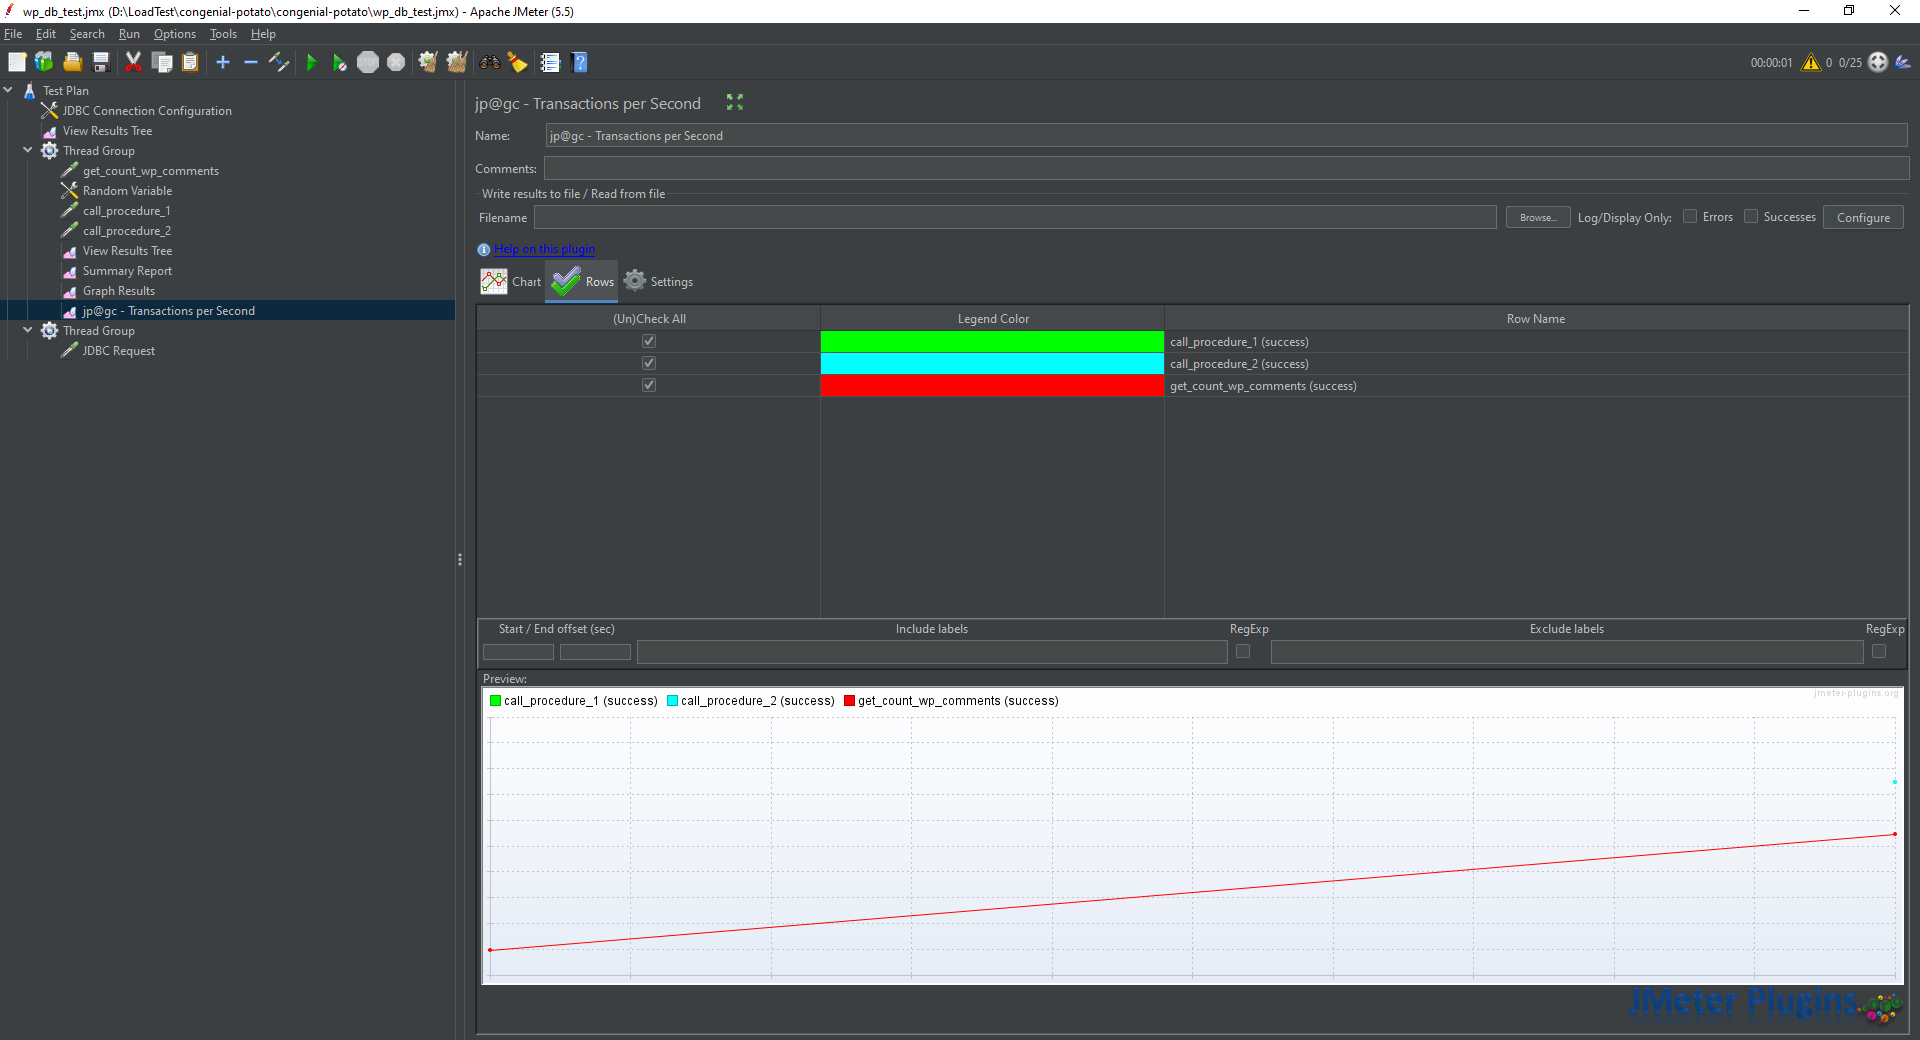 wp_db_test.jmx (D:\LoadTest\congenial-potato\congenial-potato\wp_db_test.jmx) - Apache JMeter (5.5)
File Edit Search Run Options Tools Help
STOP
00:00:01 0 0/25
Test Plan
JDBC Connection Configuration
View Results Tree
Thread Group
get_count_wp_comments
Random Variable
call_procedure_1
call_procedure_2
View Results Tree
Summary Report
Graph Results
jp@gc - Transactions per Second
Thread Group
JDBC Request
jp@gc - Transactions per Second
Name: jp@gc - Transactions per Second
Comments:
Write results to file / Read from file
Filename Browse... Log/Display Only: Errors Successes Configure
Help on this plugin
Chart Rows Settings
(Un)Check All Legend Color Row Name
call_procedure_1 (success)
call_procedure_2 (success)
get_count_wp_comments (success)
Start / End offset (sec) Include labels RegExp Exclude labels RegExp
Preview:
jmeter-plugins.org
call_procedure_1 (success) call_procedure_2 (success) get_count_wp_comments (success)
JMeter Plugins